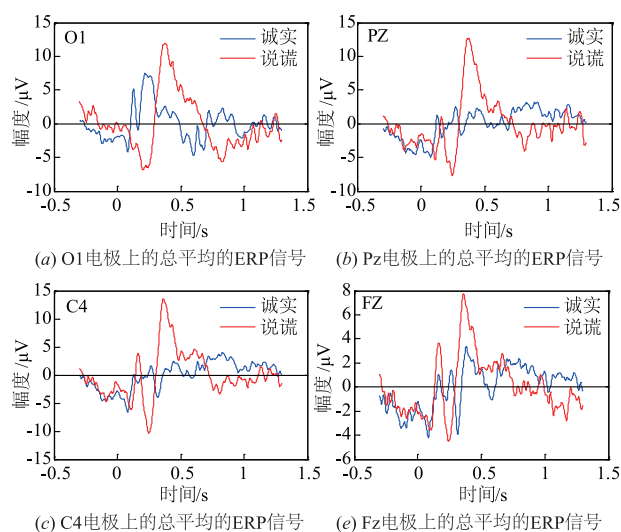 O1
诚实
说谎
幅度/μV
15
10
5
0
-5
-10
-0.5
0
0.5
1
1.5
时间/s
(a) O1电极上的总平均的ERP信号
PZ
诚实
说谎
幅度/μV
15
10
5
0
-5
-10
-0.5
0
0.5
1
1.5
时间/s
(b) Pz电极上的总平均的ERP信号
C4
诚实
说谎
幅度/μV
15
10
5
0
-5
-10
-15
-0.5
0
0.5
1
1.5
时间/s
(c) C4电极上的总平均的ERP信号
FZ
诚实
说谎
幅度/μV
8
6
4
2
0
-2
-4
-6
-0.5
0
0.5
1
1.5
时间/s
(e) Fz电极上的总平均的ERP信号